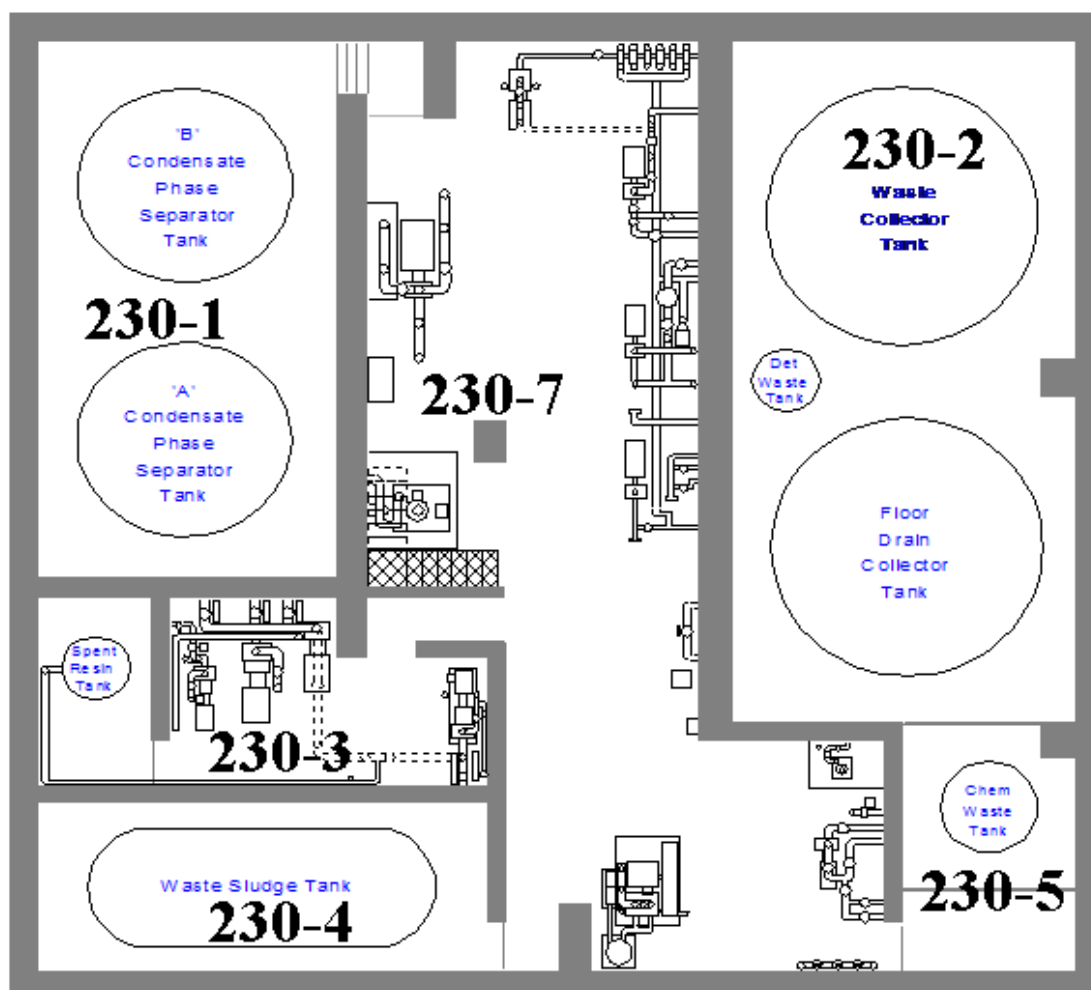 'B'
Condensate
Phase
Separator
Tank
230-1
'A'
Condensate
Phase
Separator
Tank
230-7
230-2
Waste
Collector
Tank
Det
Waste
Tank
Floor
Drain
Collector
Tank
Spent
Resin
Tank
230-3
Waste Sludge Tank
230-4
Chem
Waste
Tank
230-5